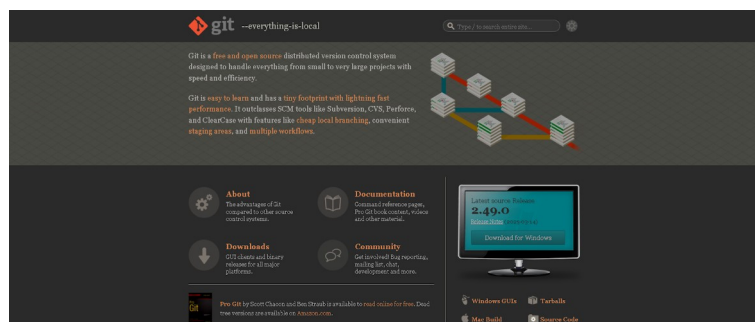 git --everything-is-local
Type / to search entire site...
Git is a free and open source distributed version control system
designed to handle everything from small to very large projects with
speed and efficiency.
Git is easy to learn and has a tiny footprint with lightning fast
performance. It outclasses SCM tools like Subversion, CVS, Perforce,
and ClearCase with features like cheap local branching, convenient
staging areas, and multiple workflows.
About
The advantages of Git
compared to other source
control systems.
Documentation
Command reference pages,
Pro Git book content, videos
and other material.
Downloads
GUI clients and binary
releases for all major
platforms.
Community
Get involved! Bug reporting,
mailing list, chat,
development and more.
Latest source Release
2.49.0
Release Notes
Download for Windows
Windows GUIs
Tarballs
Mac Build
Source Code
Git
Pro Git by Scott Chacon and Ben Straub is available to read online for free. Dead
tree versions are available on Amazon.com.